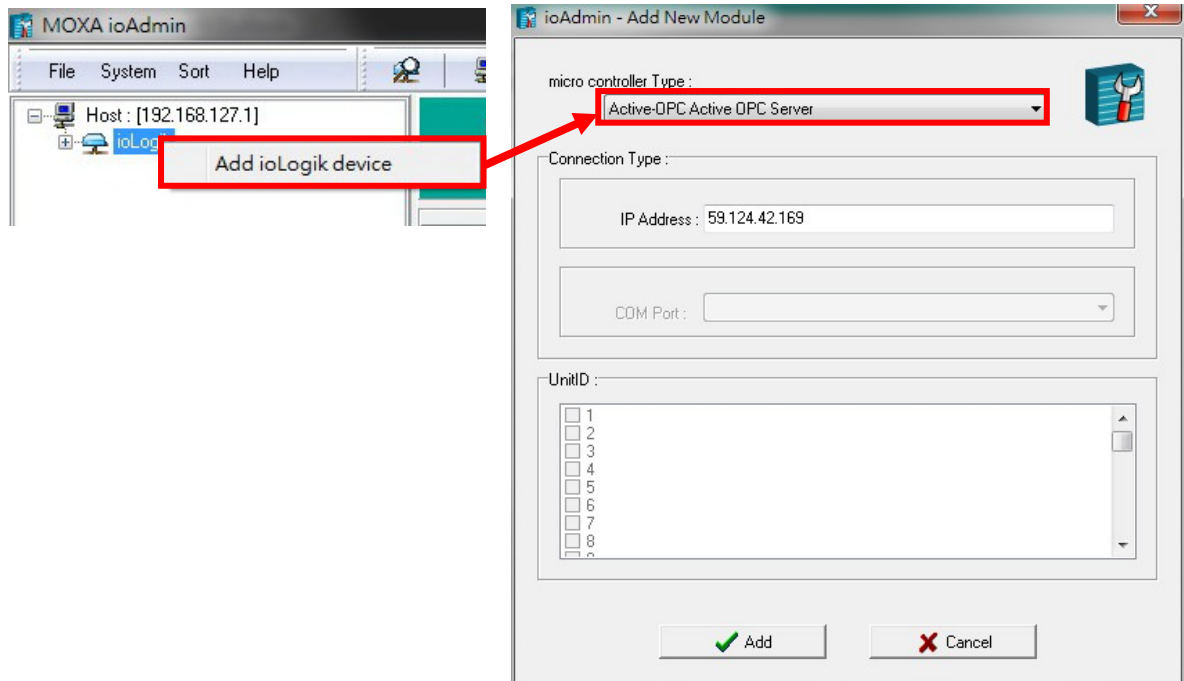 MOXA ioAdmin
File System Sort Help
Host : [192.168.127.1]
ioLog
Add ioLogik device
ioAdmin - Add New Module
micro controller Type :
Active-OPC Active OPC Server
Connection Type :
IP Address : 59.124.42.169
COM Port :
UnitID :
1
2
3
4
5
6
7
8
Add Cancel